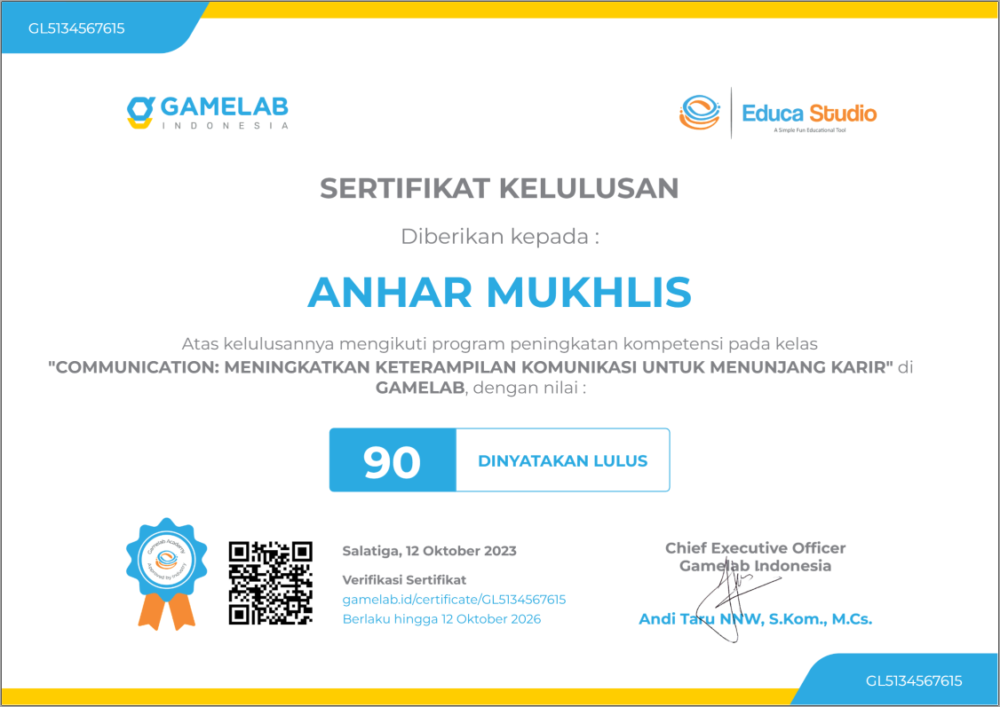 GL5134567615
GAMELAB
INDONESIA
Educa Studio
A Simple Fun Educational Tool
SERTIFIKAT KELULUSAN
Diberikan kepada :
ANHAR MUKHLIS
Atas kelulusannya mengikuti program peningkatan kompetensi pada kelas
"COMMUNICATION: MENINGKATKAN KETERAMPILAN KOMUNIKASI UNTUK MENUNJANG KARIR" di
GAMELAB, dengan nilai :
90
DINYATAKAN LULUS
Gamelab Academy
Approved by Industry
Salatiga, 12 Oktober 2023
Verifikasi Sertifikat
gamelab.id/certificate/GL5134567615
Berlaku hingga 12 Oktober 2026
Chief Executive Officer
Gamelab Indonesia
Andi Taru NNW, S.Kom., M.Cs.
GL5134567615